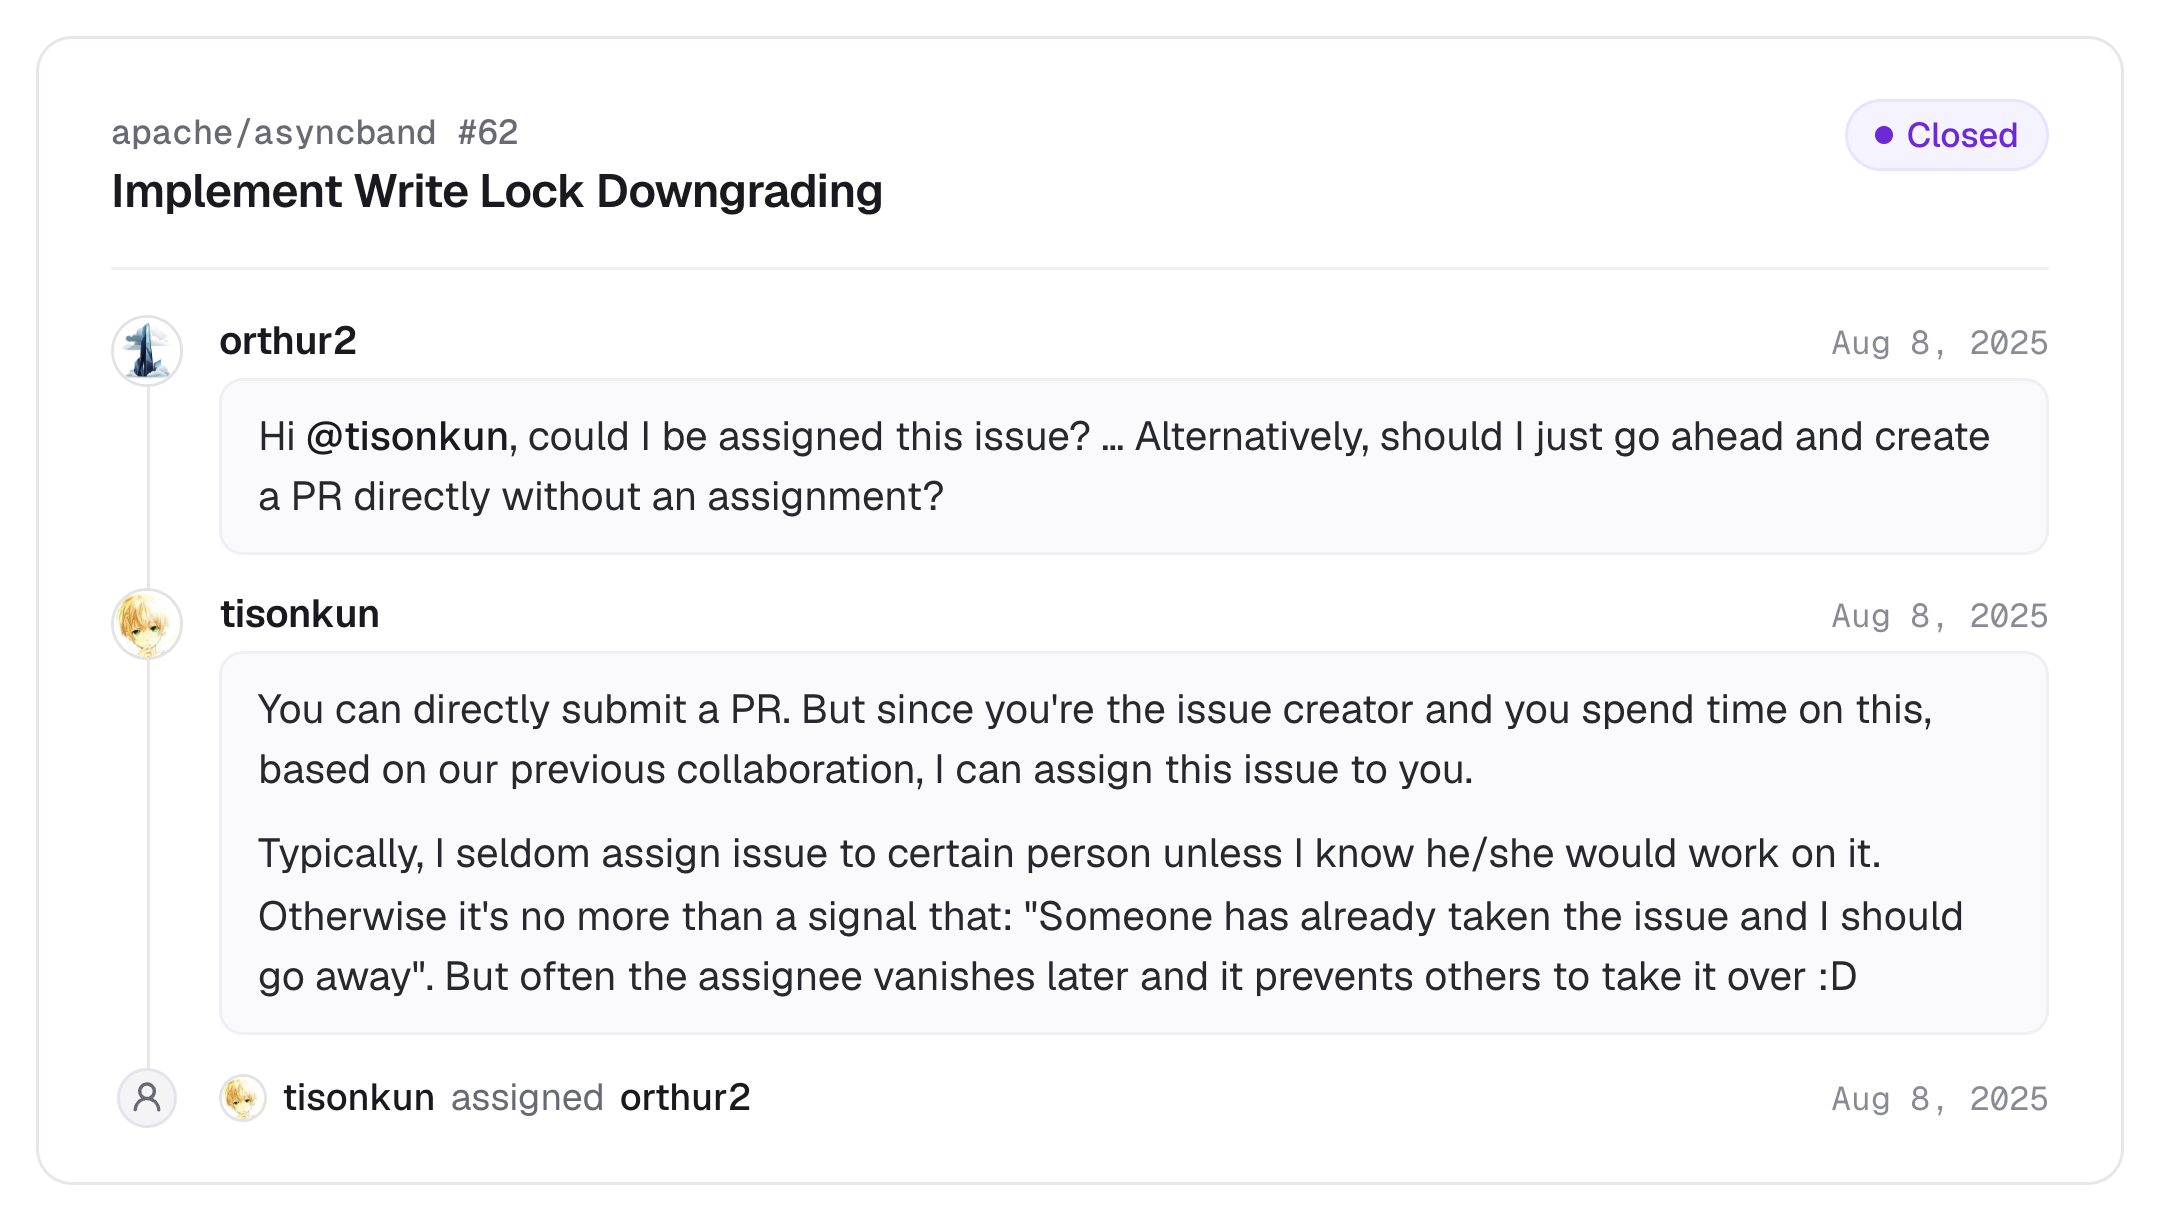 apache/asyncband #62
Closed
Implement Write Lock Downgrading
orthur2
Aug 8, 2025
Hi @tisonkun, could I be assigned this issue? ... Alternatively, should I just go ahead and create
a PR directly without an assignment?
tisonkun
Aug 8, 2025
You can directly submit a PR. But since you're the issue creator and you spend time on this,
based on our previous collaboration, I can assign this issue to you.
Typically, I seldom assign issue to certain person unless I know he/she would work on it.
Otherwise it's no more than a signal that: "Someone has already taken the issue and I should
go away". But often the assignee vanishes later and it prevents others to take it over :D
tisonkun assigned orthur2
Aug 8, 2025